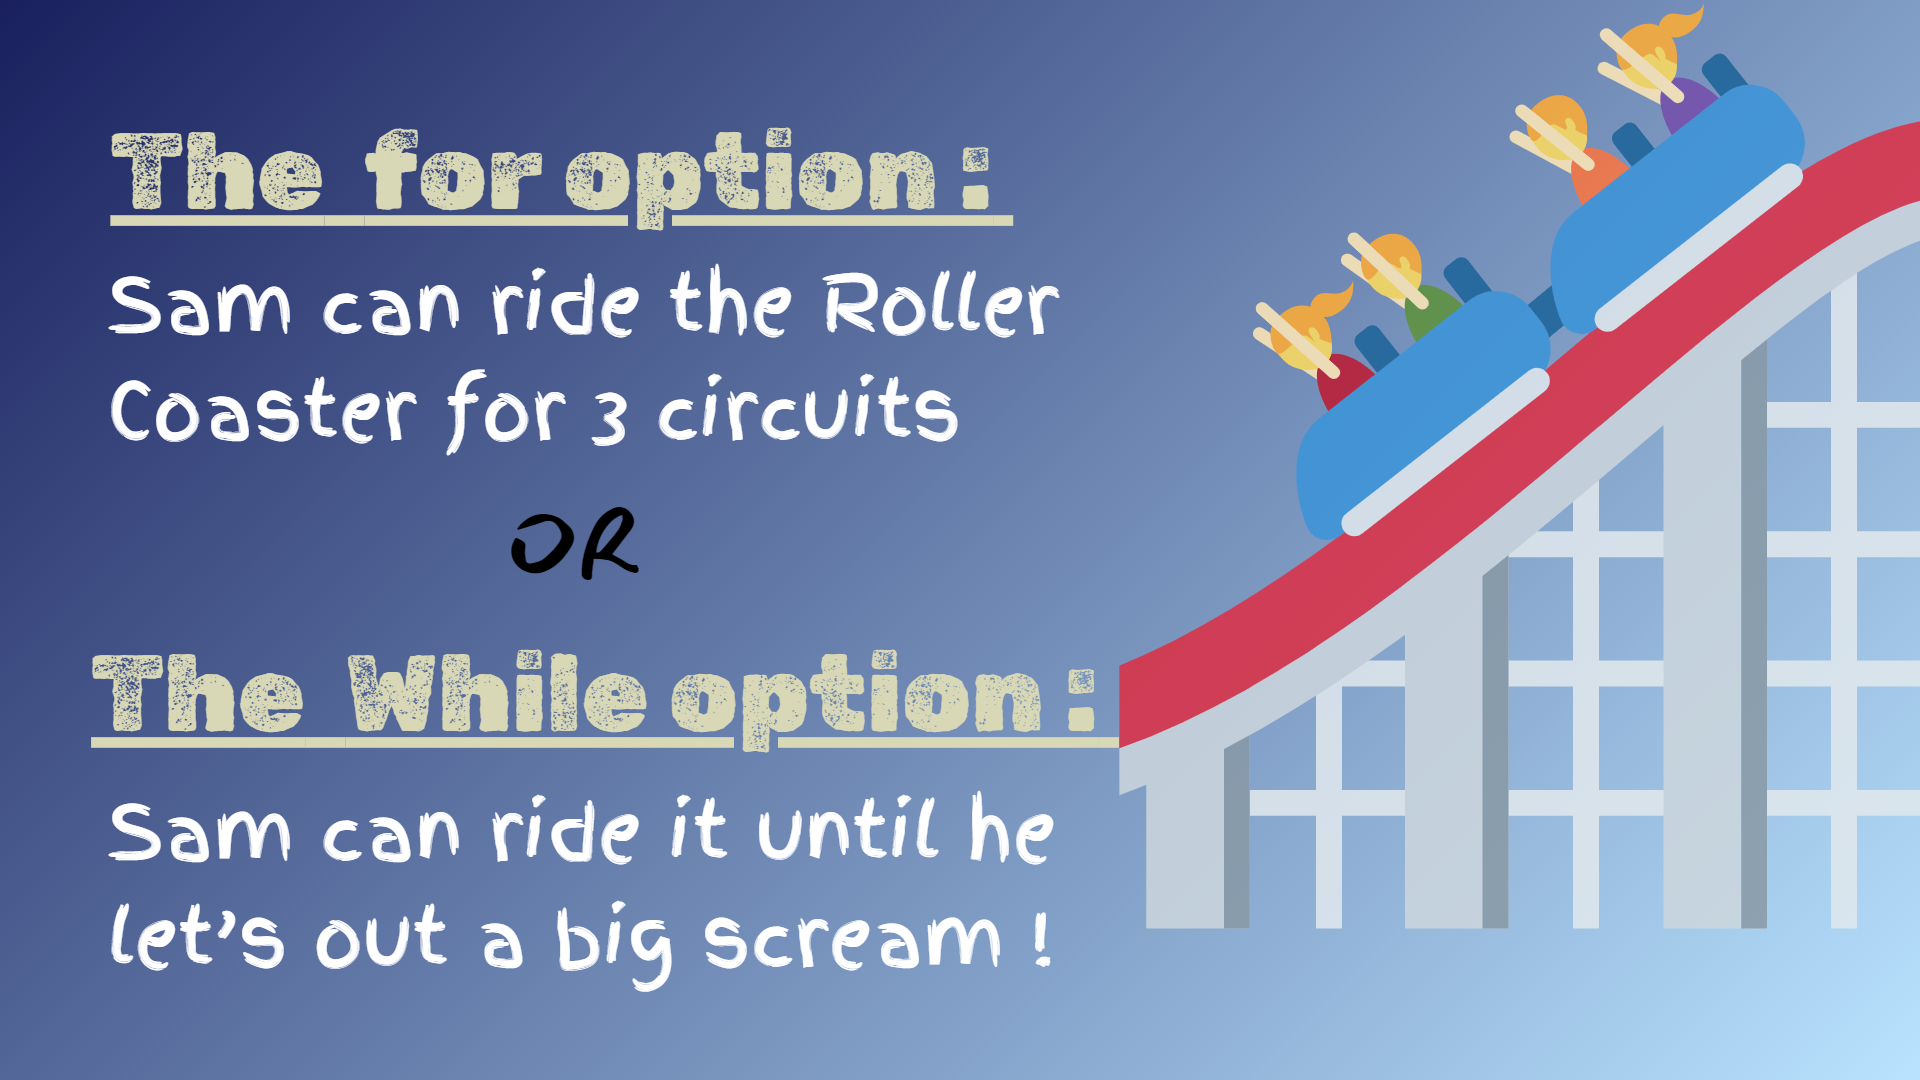 The for option :
Sam can ride the Roller
Coaster for 3 circuits
OR
The While option :
Sam can ride it until he
let's out a big scream !